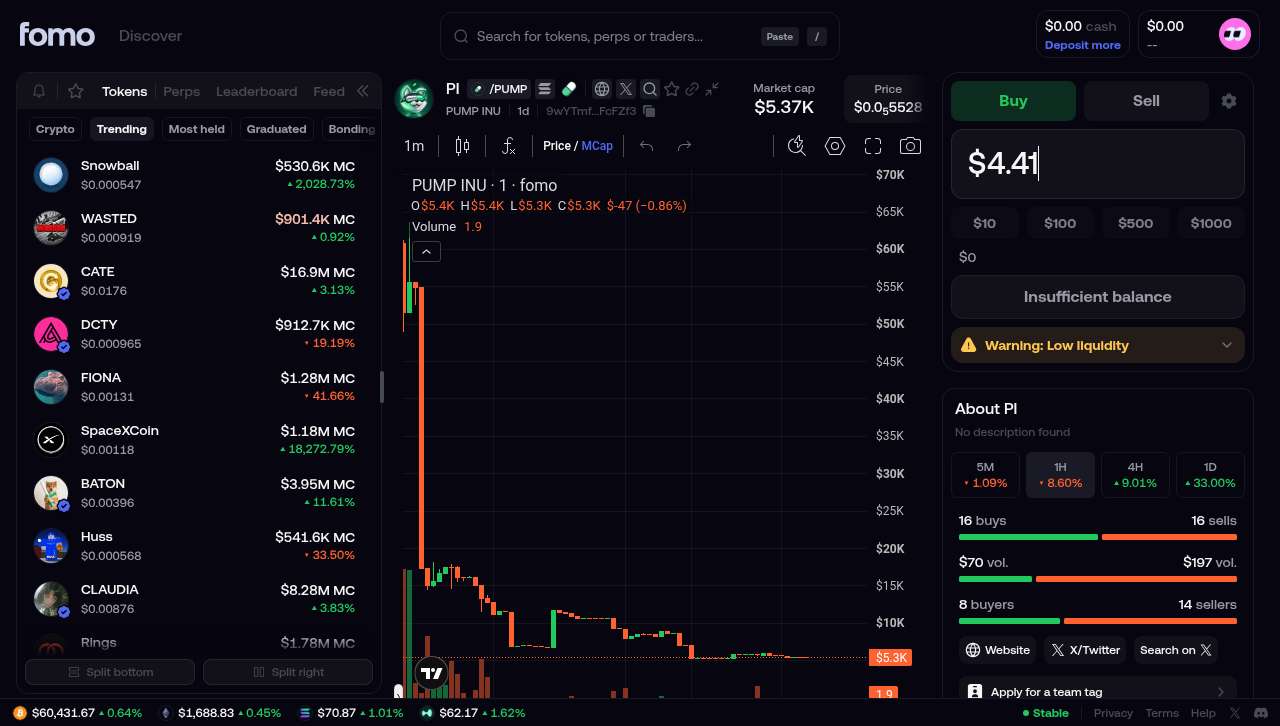 fomo
Discover
Search for tokens, perps or traders...
Paste
/
$0.00 cash
Deposit more
$0.00
--
Tokens Perps Leaderboard Feed
Crypto Trending Most held Graduated Bonding
Snowball $530.6K MC
$0.000547 2,028.73%
WASTED $901.4K MC
$0.000919 0.92%
CATE $16.9M MC
$0.0176 3.13%
DCTY $912.7K MC
$0.000965 19.19%
FIONA $1.28M MC
$0.00131 41.66%
SpaceXCoin $1.18M MC
$0.00118 18,272.79%
BATON $3.95M MC
$0.00396 11.61%
Huss $541.6K MC
$0.000568 33.50%
CLAUDIA $8.28M MC
$0.00876 3.83%
Rings $1.78M MC
Split bottom Split right
PI /PUMP
PUMP INU 1d 9wYTmf...FcFZf3
Market cap
$5.37K
Price
$0.0₅5528
1m Price / MCap
PUMP INU · 1 · fomo
O$5.4K H$5.4K L$5.3K C$5.3K $-47 (−0.86%)
Volume 1.9
$70K
$65K
$60K
$55K
$50K
$45K
$40K
$35K
$30K
$25K
$20K
$15K
$10K
$5.3K
1.9
Buy Sell
$4.41
$10 $100 $500 $1000
$0
Insufficient balance
Warning: Low liquidity
About PI
No description found
5M 1H 4H 1D
1.09% 8.60% 9.01% 33.00%
16 buys 16 sells
$70 vol. $197 vol.
8 buyers 14 sellers
Website X/Twitter Search on X
Apply for a team tag
$60,431.67 0.64% $1,688.83 0.45% $70.87 1.01% $62.17 1.62%
Stable Privacy Terms Help